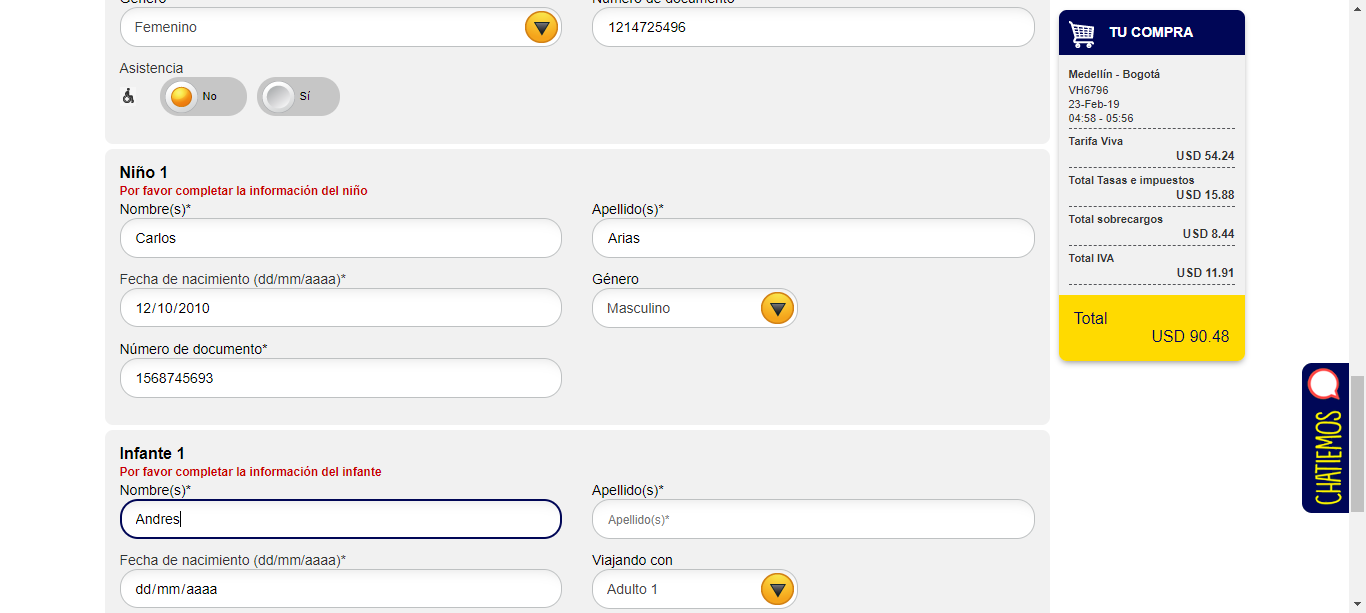 Género
Número de documento
Femenino
1214725496
Asistencia
No
Sí
Niño 1
Por favor completar la información del niño
Nombre(s)*
Apellido(s)*
Carlos
Arias
Fecha de nacimiento (dd/mm/aaaa)*
Género
12/10/2010
Masculino
Número de documento*
1568745693
Infante 1
Por favor completar la información del infante
Nombre(s)*
Apellido(s)*
Andres
Apellido(s)*
Fecha de nacimiento (dd/mm/aaaa)*
Viajando con
dd/mm/aaaa
Adulto 1
TU COMPRA
Medellín - Bogotá
VH6796
23-Feb-19
04:58 - 05:56
Tarifa Viva
USD 54.24
Total Tasas e impuestos
USD 15.88
Total sobrecargos
USD 8.44
Total IVA
USD 11.91
Total
USD 90.48
CHATIEMOS